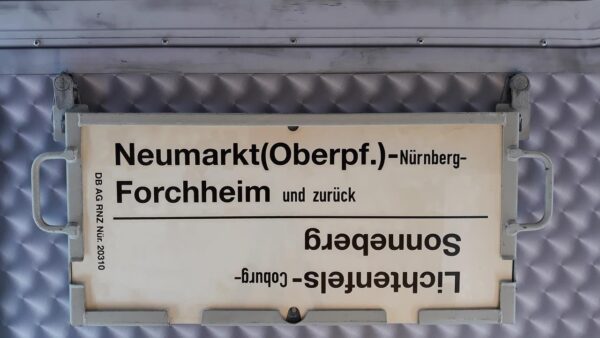 Neumarkt(Oberpf.)-Nürnberg-
Forchheim und zurück
Lichtenfels-Coburg-
Sonneberg
DB AG RNZ Nür. 20310